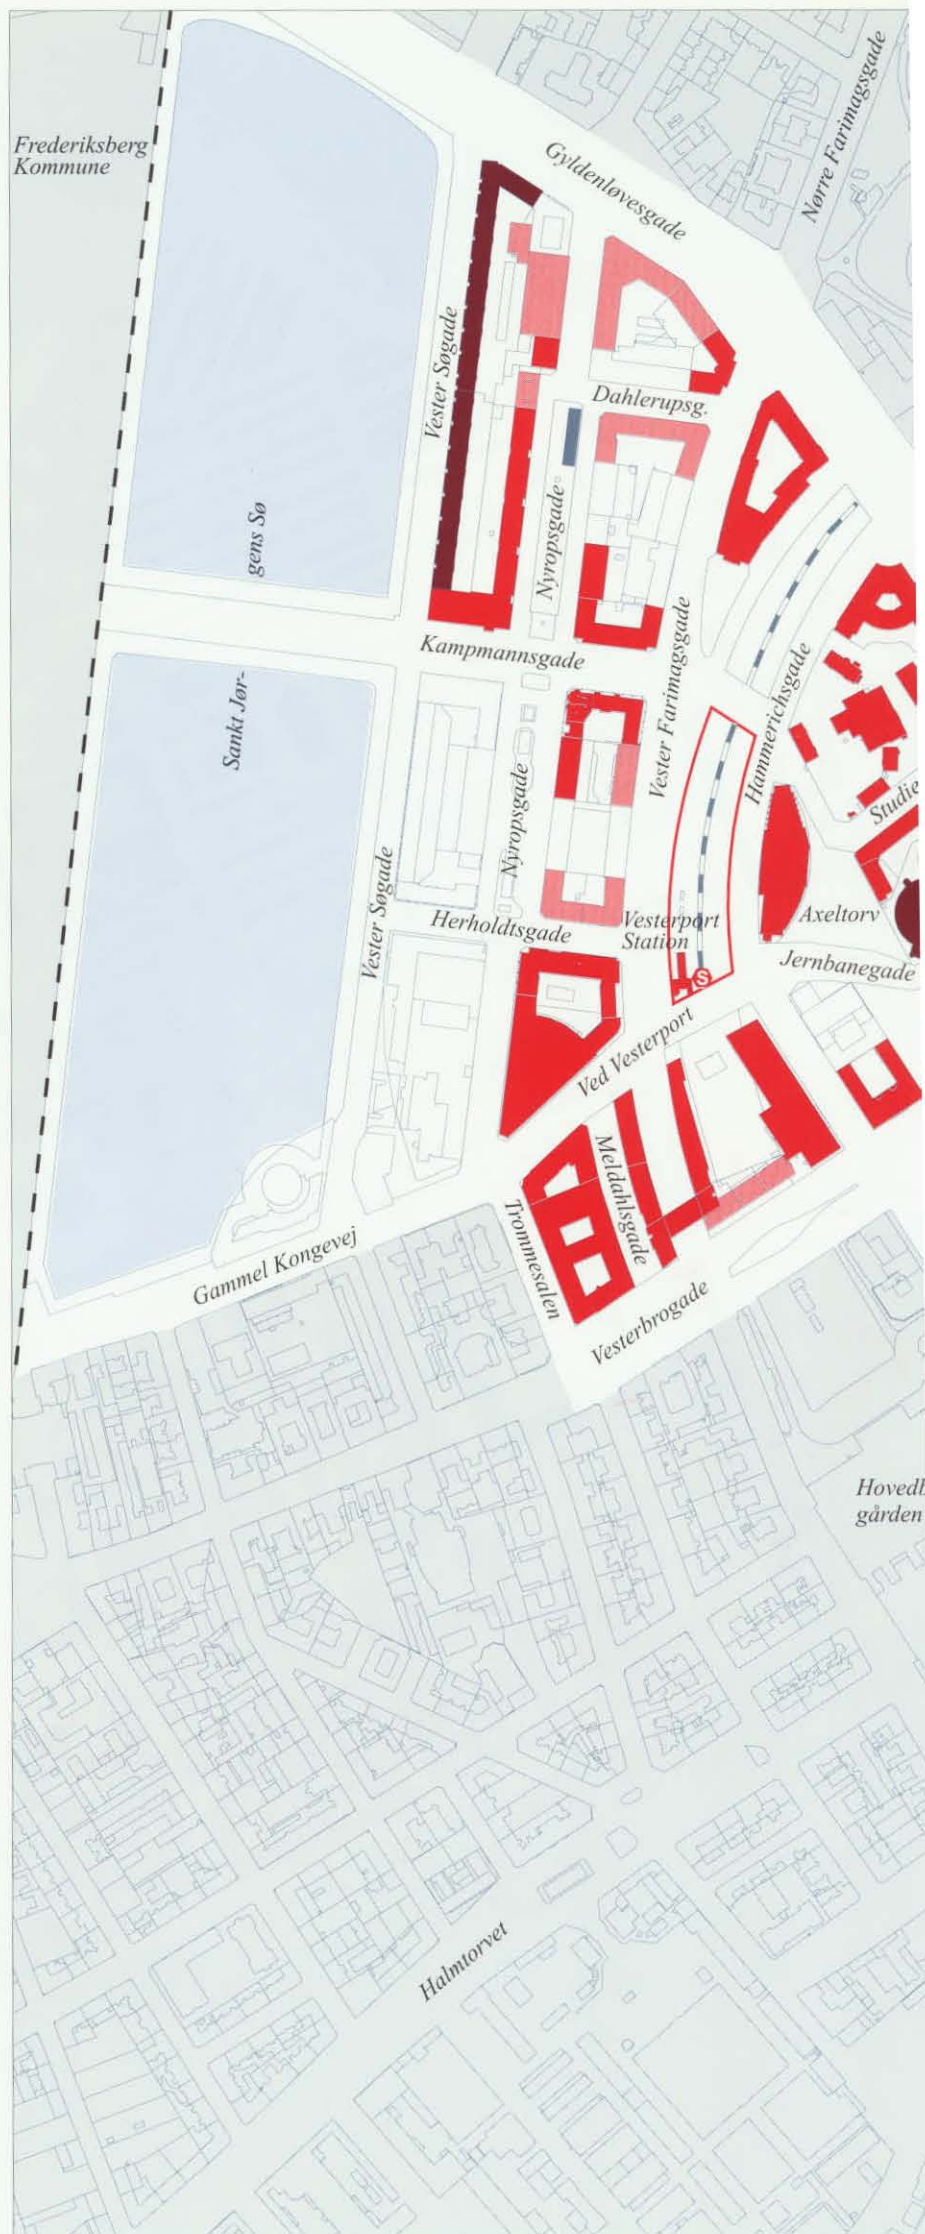 Nørre Farimagsgade
Frederiksberg
Kommune
Gyldenløvesgade
Vester Søgade
Dahlerupsg.
gens Sø
Nyropsgade
Kampmannsgade
Vester Farimagsgade
Hammerichsgade
Sankt Jør-
Nyropsgade
Studie
Vester Søgade
Herholdtsgade
Vesterport
Station
Axeltorv
Jernbanegade
S
Ved Vesterport
Meldahlsgade
Trommesalen
Gammel Kongevej
Vesterbrogade
Hovedb
gården
Halmtorvet